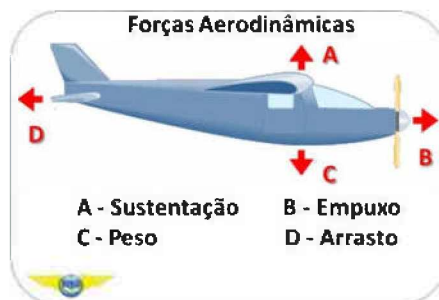 Forças Aerodinâmicas
A
D
B
C
A - Sustentação B - Empuxo
C - Peso D - Arrasto